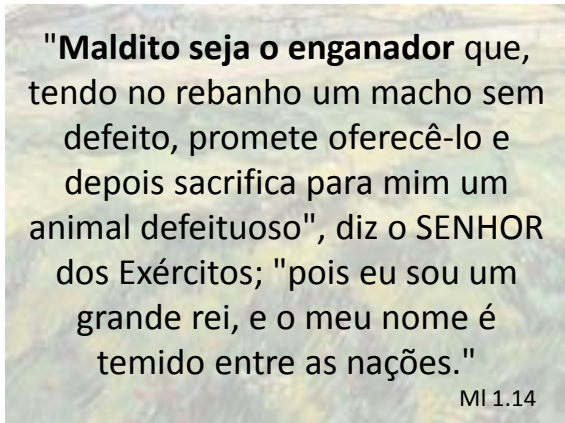 "Maldito seja o enganador que,
tendo no rebanho um macho sem
defeito, promete oferecê-lo e
depois sacrifica para mim um
animal defeituoso", diz o SENHOR
dos Exércitos; "pois eu sou um
grande rei, e o meu nome é
temido entre as nações."
Ml 1.14